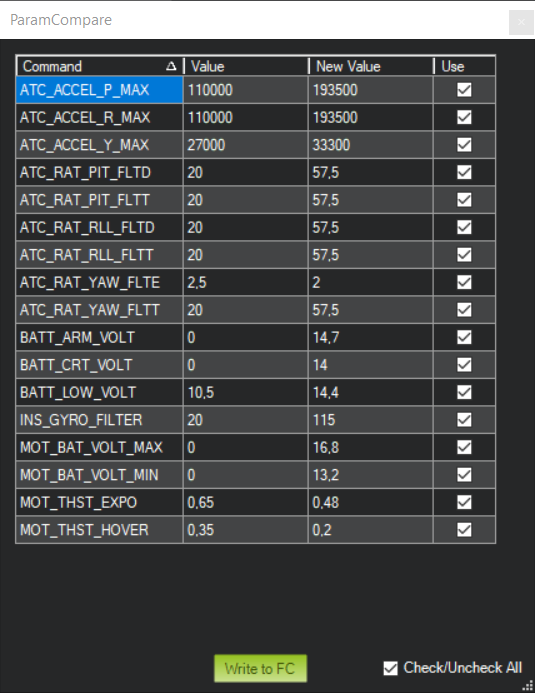 ParamCompare
Command Value New Value Use
ATC_ACCEL_P_MAX 110000 193500
ATC_ACCEL_R_MAX 110000 193500
ATC_ACCEL_Y_MAX 27000 33300
ATC_RAT_PIT_FLTD 20 57,5
ATC_RAT_PIT_FLTT 20 57,5
ATC_RAT_RLL_FLTD 20 57,5
ATC_RAT_RLL_FLTT 20 57,5
ATC_RAT_YAW_FLTE 2,5 2
ATC_RAT_YAW_FLTT 20 57,5
BATT_ARM_VOLT 0 14,7
BATT_CRT_VOLT 0 14
BATT_LOW_VOLT 10,5 14,4
INS_GYRO_FILTER 20 115
MOT_BAT_VOLT_MAX 0 16,8
MOT_BAT_VOLT_MIN 0 13,2
MOT_THST_EXPO 0,65 0,48
MOT_THST_HOVER 0,35 0,2
Write to FC Check/Uncheck All